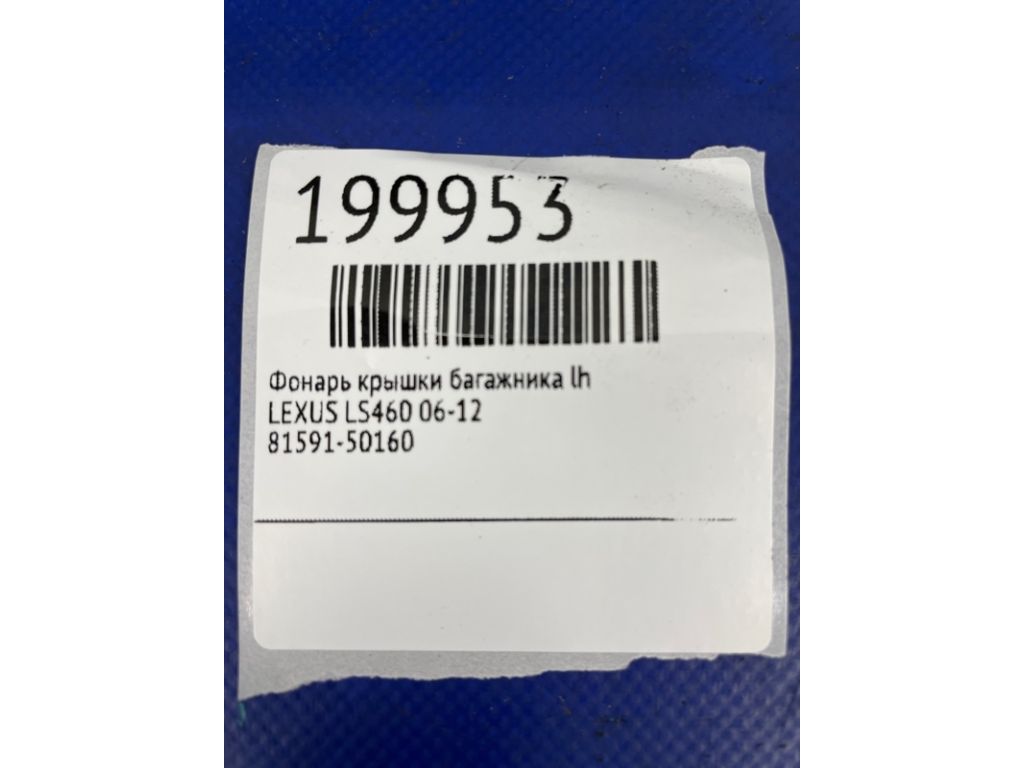 199953
Фонарь крышки багажника lh
LEXUS LS460 06-12
81591-50160